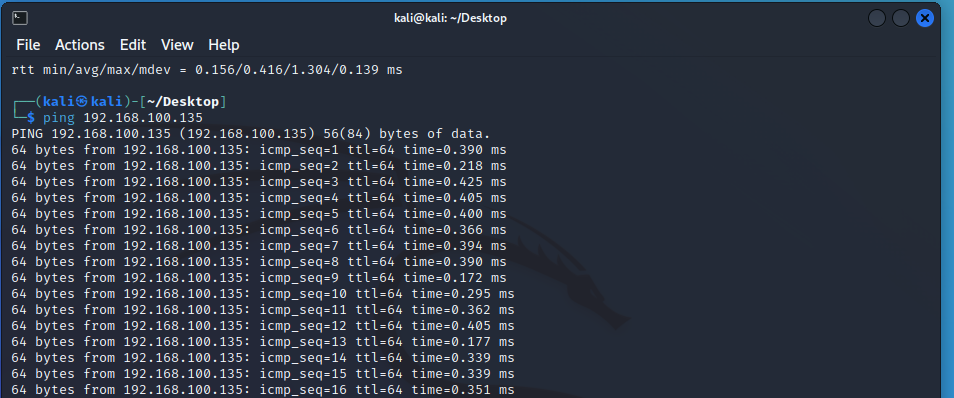 kali@kali: ~/Desktop
File Actions Edit View Help
rtt min/avg/max/mdev = 0.156/0.416/1.304/0.139 ms
┌──(kali㉿kali)-[~/Desktop]
└─$ ping 192.168.100.135
PING 192.168.100.135 (192.168.100.135) 56(84) bytes of data.
64 bytes from 192.168.100.135: icmp_seq=1 ttl=64 time=0.390 ms
64 bytes from 192.168.100.135: icmp_seq=2 ttl=64 time=0.218 ms
64 bytes from 192.168.100.135: icmp_seq=3 ttl=64 time=0.425 ms
64 bytes from 192.168.100.135: icmp_seq=4 ttl=64 time=0.405 ms
64 bytes from 192.168.100.135: icmp_seq=5 ttl=64 time=0.400 ms
64 bytes from 192.168.100.135: icmp_seq=6 ttl=64 time=0.366 ms
64 bytes from 192.168.100.135: icmp_seq=7 ttl=64 time=0.394 ms
64 bytes from 192.168.100.135: icmp_seq=8 ttl=64 time=0.390 ms
64 bytes from 192.168.100.135: icmp_seq=9 ttl=64 time=0.172 ms
64 bytes from 192.168.100.135: icmp_seq=10 ttl=64 time=0.295 ms
64 bytes from 192.168.100.135: icmp_seq=11 ttl=64 time=0.362 ms
64 bytes from 192.168.100.135: icmp_seq=12 ttl=64 time=0.405 ms
64 bytes from 192.168.100.135: icmp_seq=13 ttl=64 time=0.177 ms
64 bytes from 192.168.100.135: icmp_seq=14 ttl=64 time=0.339 ms
64 bytes from 192.168.100.135: icmp_seq=15 ttl=64 time=0.339 ms
64 bytes from 192.168.100.135: icmp_seq=16 ttl=64 time=0.351 ms